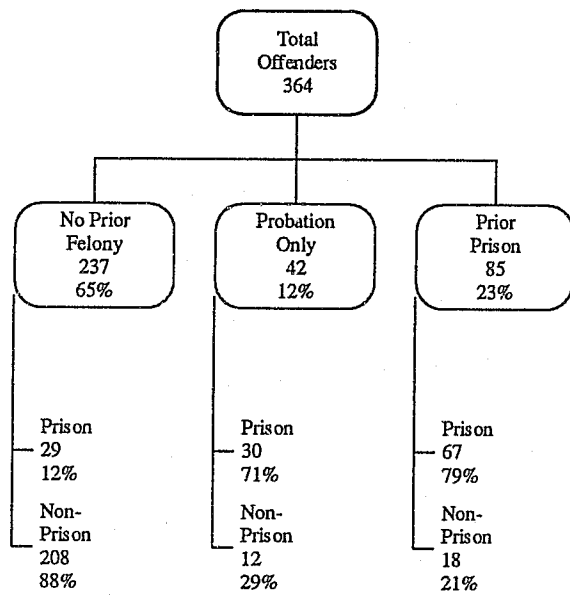 Total
Offenders
364
No Prior
Felony
237
65%
Probation
Only
42
12%
Prior
Prison
85
23%
Prison
29
12%
Non-
Prison
208
88%
Prison
30
71%
Non-
Prison
12
29%
Prison
67
79%
Non-
Prison
18
21%